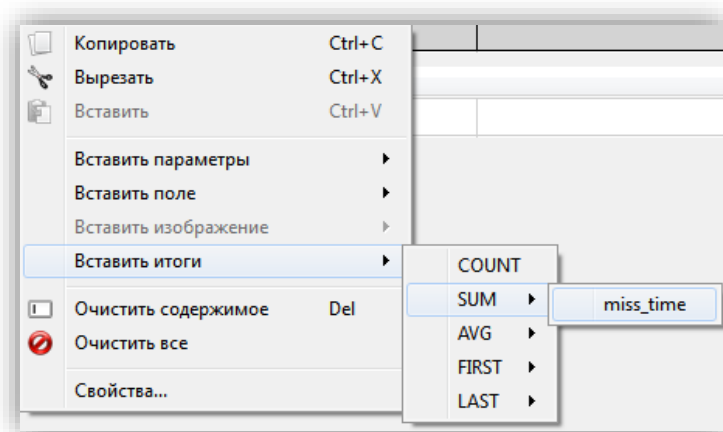 Копировать Ctrl+C
Вырезать Ctrl+X
Вставить Ctrl+V
Вставить параметры
Вставить поле
Вставить изображение
Вставить итоги
COUNT
SUM
miss_time
AVG
FIRST
LAST
Очистить содержимое Del
Очистить все
Свойства...